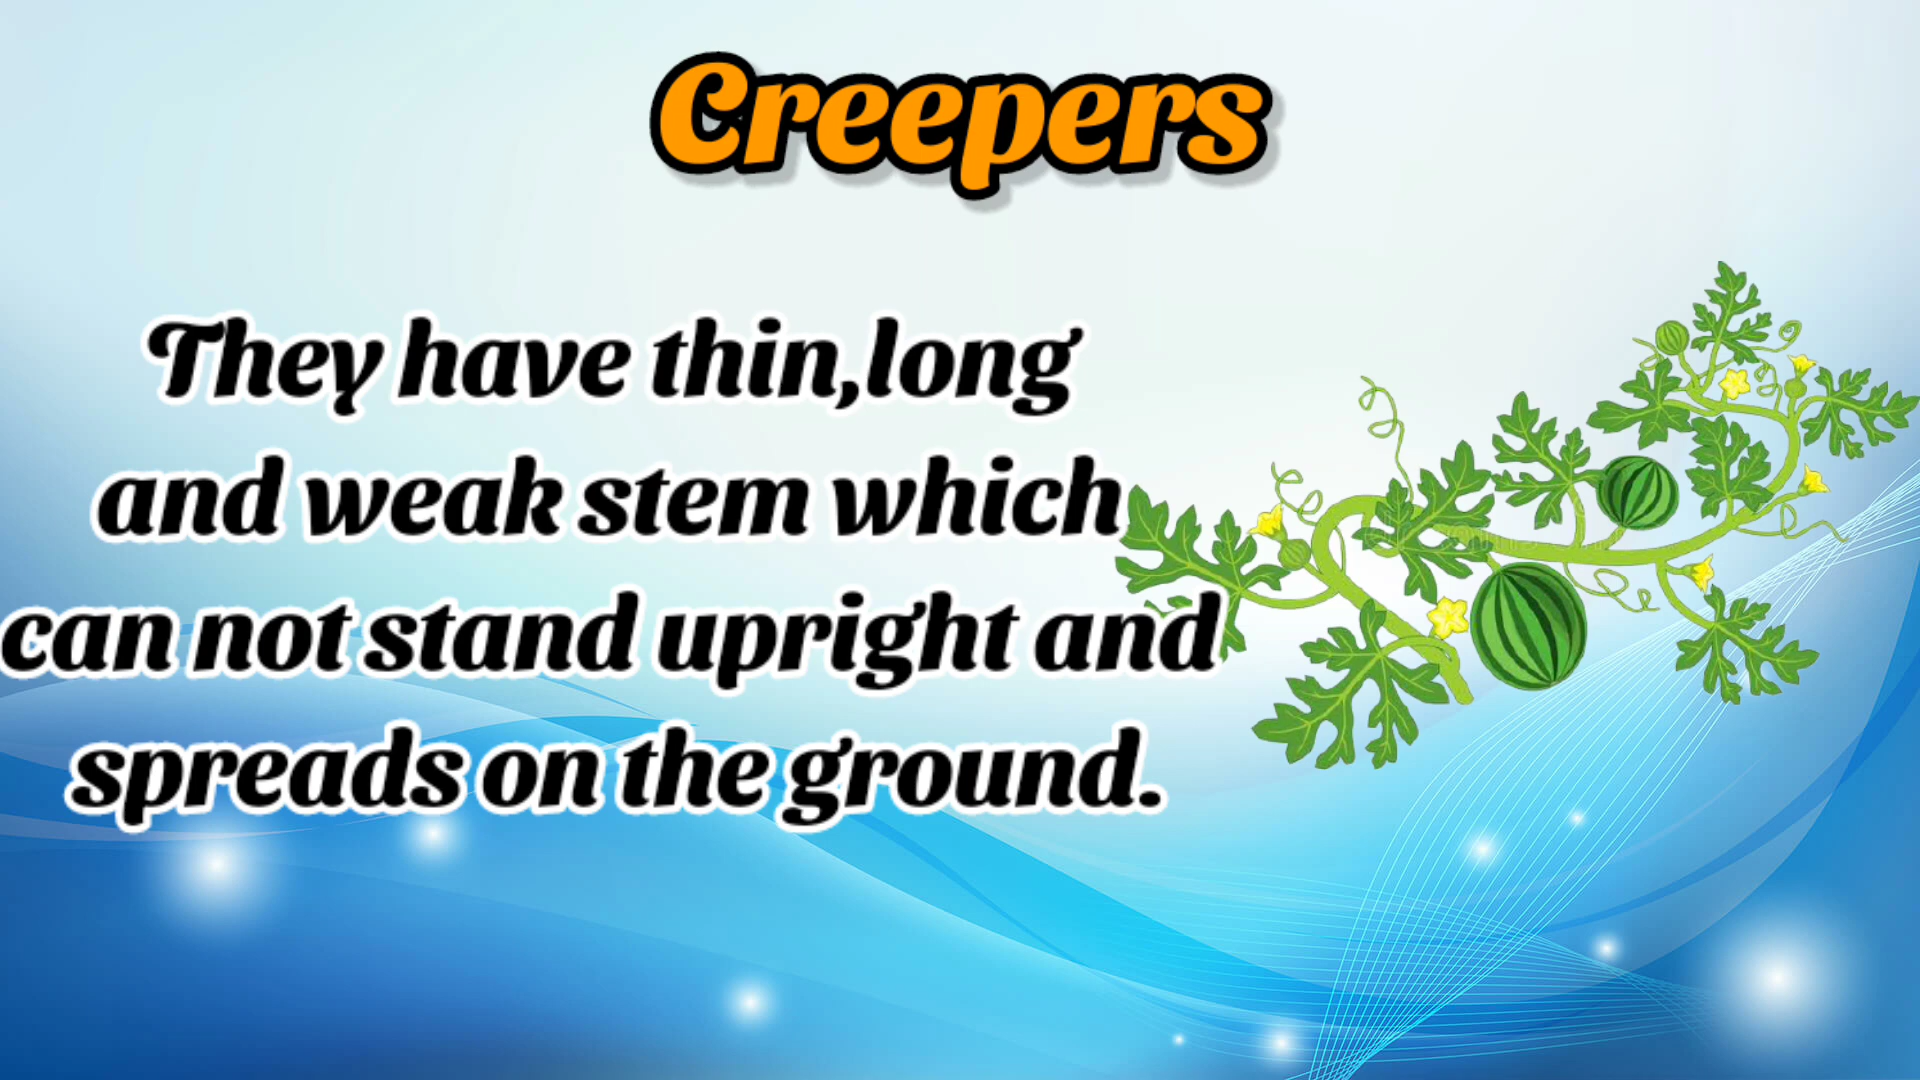 Creepers
They have thin,long
and weak stem which
can not stand upright and
spreads on the ground.